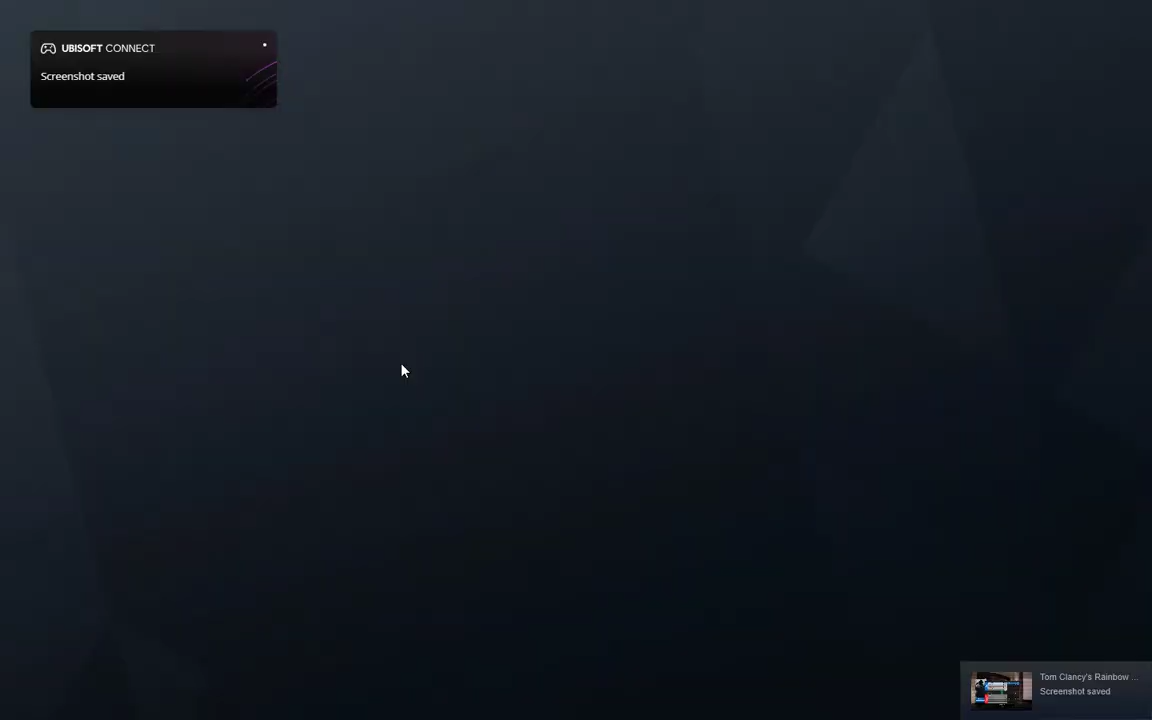 UBISOFT CONNECT
Screenshot saved
Tom Clancy's Rainbow ...
Screenshot saved